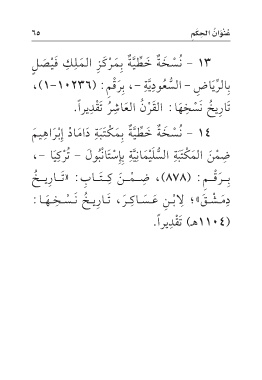 عُنْوَانُ الحِكَم
٦٥
١٣ - نُسْخَةٌ خَطِّيَّةٌ بِمَرْكَزِ المَلِكِ فَيْصَلٍ
بِالرِّيَاضِ - السُّعُودِيَّةِ -، بِرَقْمِ: (١٠٢٣٦-١)،
تَارِيخُ نَسْخِهَا: القَرْنُ العَاشِرُ تَقْدِيراً.
١٤ - نُسْخَةٌ خَطِّيَّةٌ بِمَكْتَبَةِ دَامَادْ إِبْرَاهِيمَ
ضِمْنَ المَكْتَبَةِ السُّلَيْمَانِيَّةِ بِإِسْتَانْبُولَ - تُرْكِيَا -،
بِرَقْمِ: (٨٧٨)، ضِمْنَ كِتَابِ: «تَارِيخُ
دِمَشْقَ»؛ لِابْنِ عَسَاكِرَ، تَارِيخُ نَسْخِهَا:
(١١٠٤هـ) تَقْدِيراً.